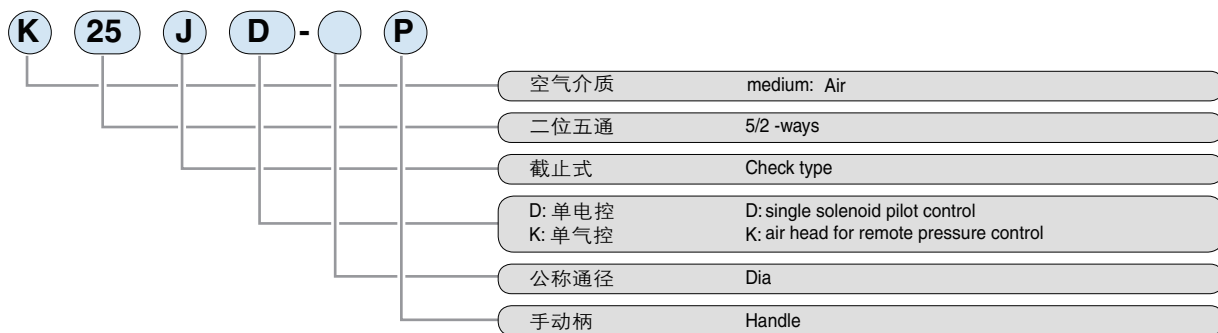 K 25 J D - P
空气介质 medium: Air
二位五通 5/2 -ways
截止式 Check type
D: 单电控 D: single solenoid pilot control
K: 单气控 K: air head for remote pressure control
公称通径 Dia
手动柄 Handle